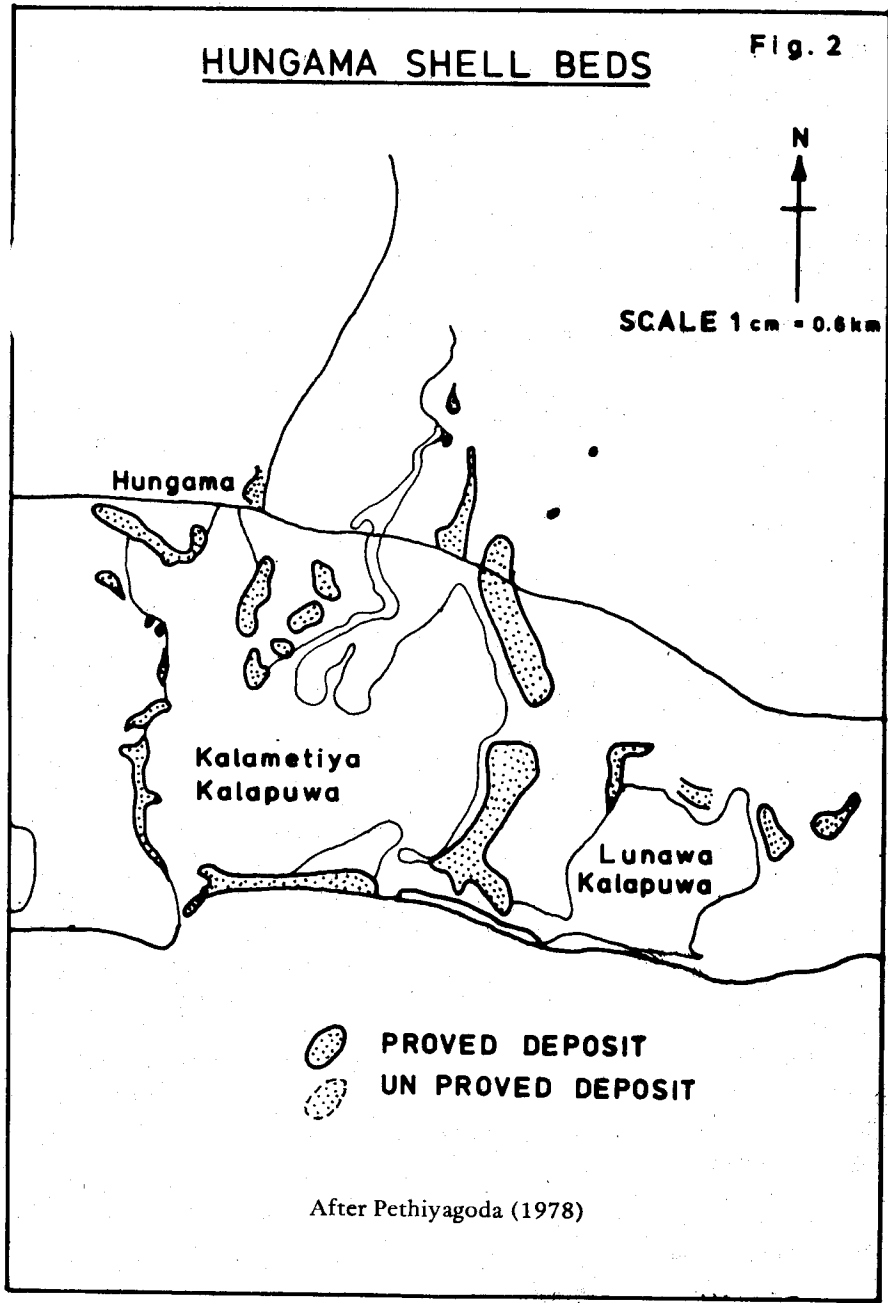 Fig. 2
HUNGAMA SHELL BEDS
N
SCALE 1 cm = 0.6 km
Hungama
Kalametiya
Kalapuwa
Lunawa
Kalapuwa
PROVED DEPOSIT
UN PROVED DEPOSIT
After Pethiyagoda (1978)